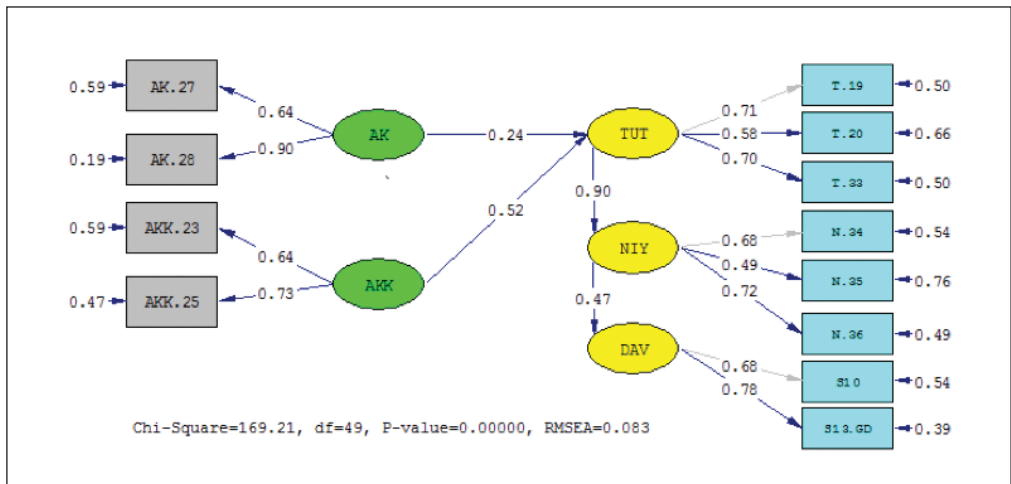 0.59 AK.27 T.19 0.50
0.64 0.71
AK TUT T.20 0.66
0.24 0.58
0.19 AK.28 0.90 0.70
T.33 0.50
0.90
0.59 AKK.23 0.52 N.34 0.54
0.64 NIY 0.68
AKK 0.49 N.35 0.76
0.47 AKK.25 0.73 0.47 0.72
N.36 0.49
DAV
0.68 S10 0.54
0.78
Chi-Square=169.21, df=49, P-value=0.00000, RMSEA=0.083
S13.GD 0.39